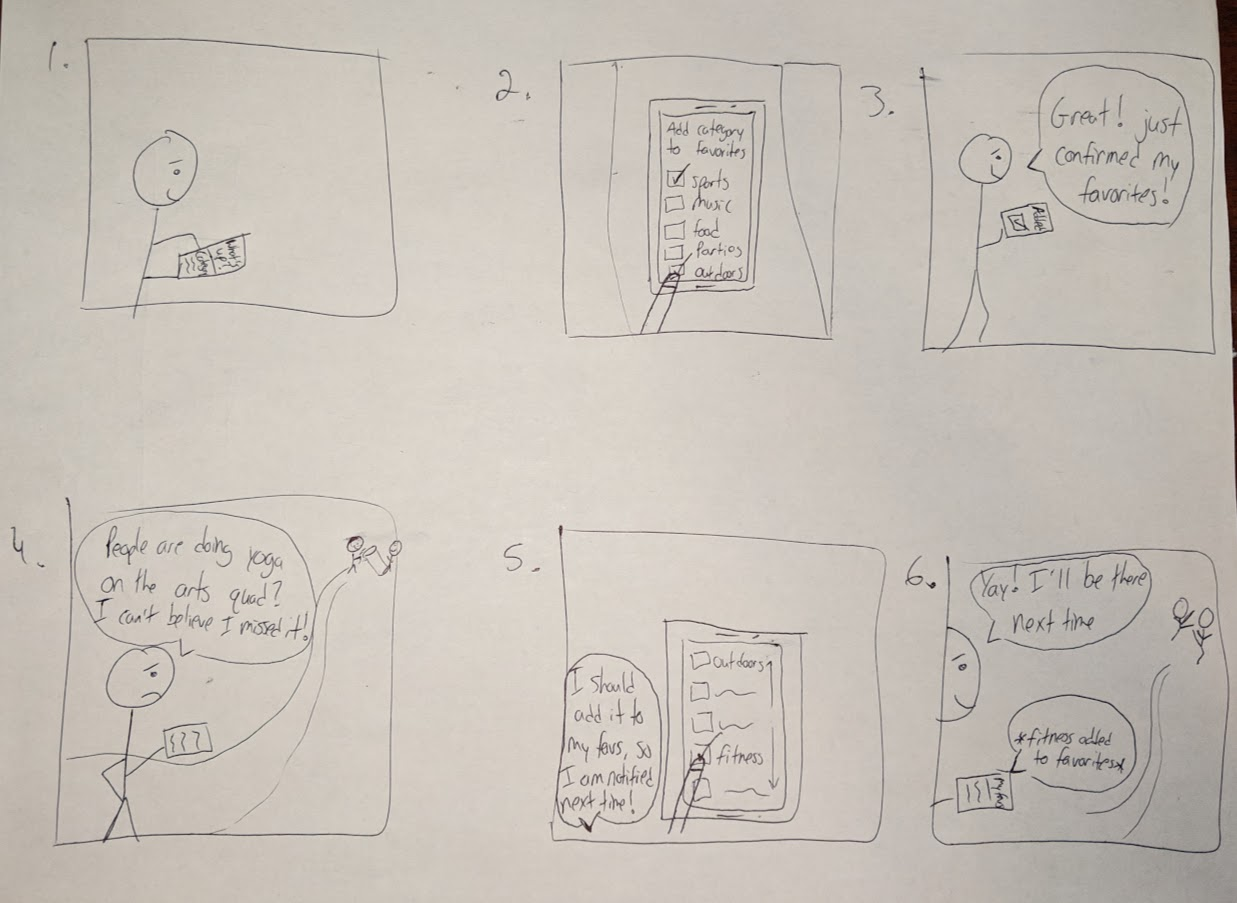 1.
What's
up?
2.
Add category
to favorites
sports
music
food
Parties
outdoors
3.
Great! just
confirmed my
favorites!
Added
4.
People are doing yoga
on the arts quad?
I can't believe I missed it!
5.
I should
add it to
my favs, so
I am notified
next time!
outdoors
fitness
6.
Yay! I'll be there
next time
*fitness added
to favorites*
My favs